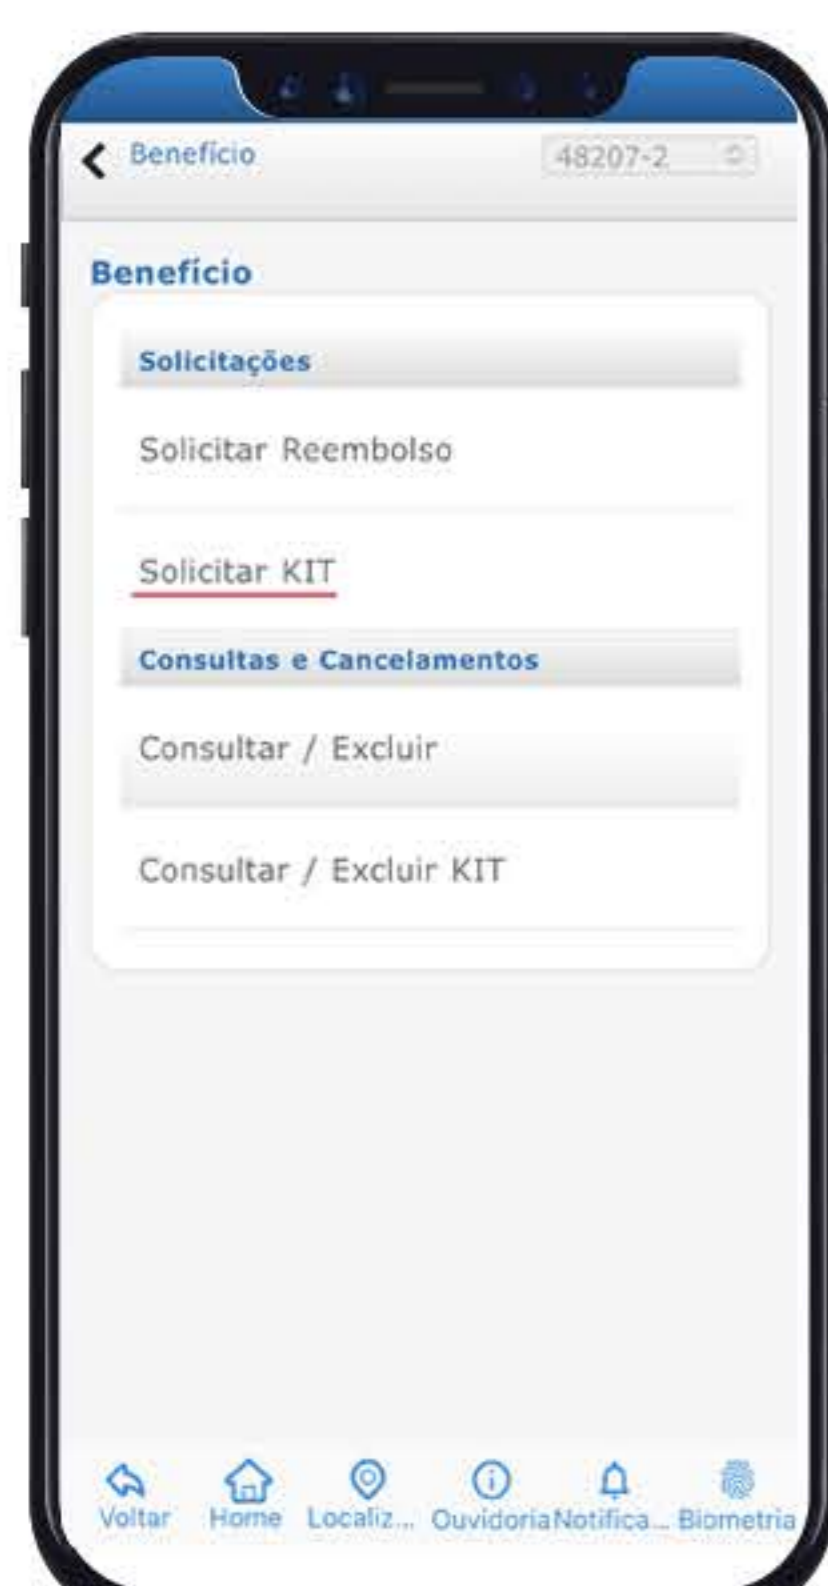 Benefício
48207-2
Benefício
Solicitações
Solicitar Reembolso
Solicitar KIT
Consultas e Cancelamentos
Consultar / Excluir
Consultar / Excluir KIT
Voltar Home Localiz... Ouvidoria Notifica... Biometria